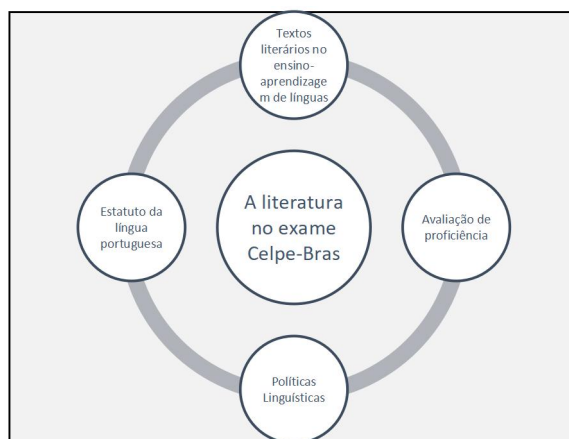 Textos
literários no
ensino-
aprendizage
m de línguas
Estatuto da
língua
portuguesa
A literatura
no exame
Celpe-Bras
Avaliação de
proficiência
Políticas
Linguísticas